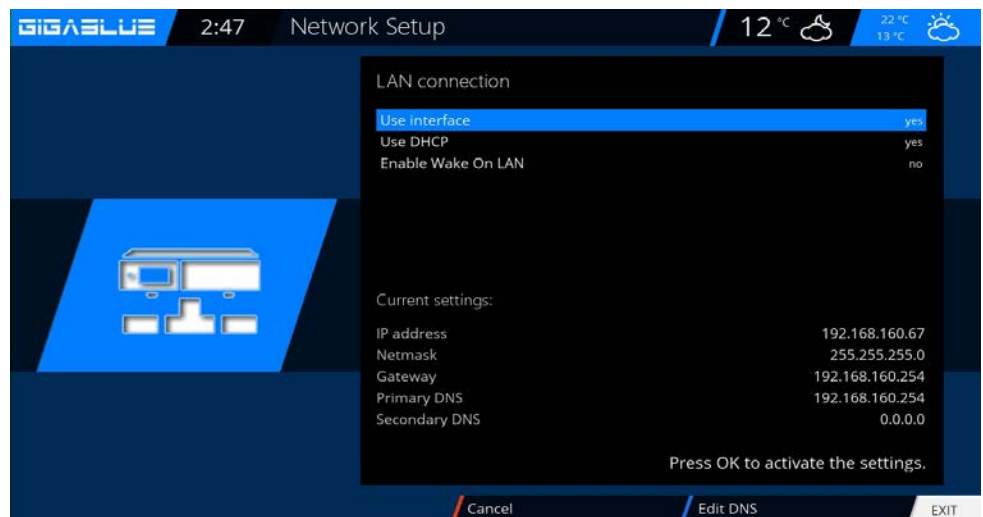 GIGABLUE 2:47 Network Setup 12 °C 22 °C
13 °C
LAN connection
Use interface yes
Use DHCP yes
Enable Wake On LAN no
Current settings:
IP address 192.168.160.67
Netmask 255.255.255.0
Gateway 192.168.160.254
Primary DNS 192.168.160.254
Secondary DNS 0.0.0.0
Press OK to activate the settings.
Cancel Edit DNS EXIT